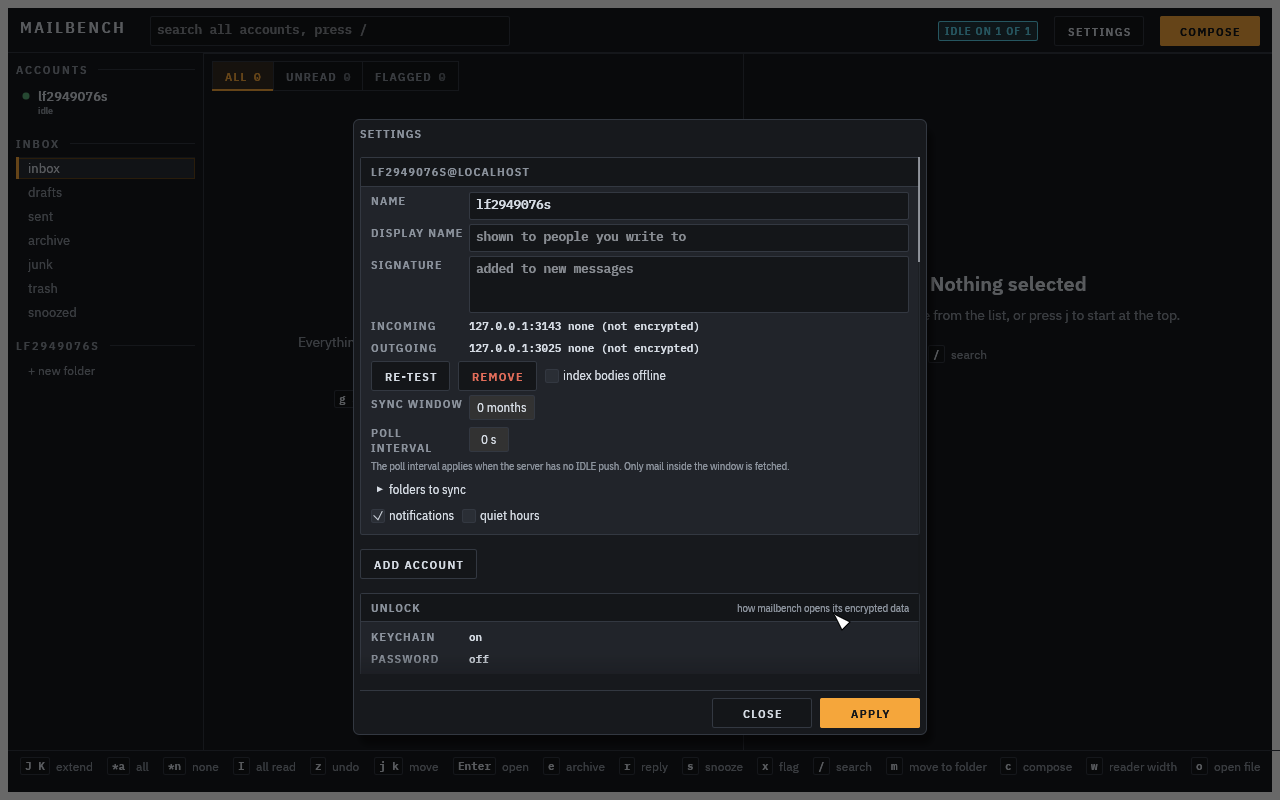 MAILBENCH
search all accounts, press /
IDLE ON 1 OF 1
SETTINGS
COMPOSE
ACCOUNTS
lf2949076s
idle
INBOX
inbox
drafts
sent
archive
junk
trash
snoozed
LF2949076S
+ new folder
ALL 0
UNREAD 0
FLAGGED 0
Everythin
g
SETTINGS
LF2949076S@LOCALHOST
NAME lf2949076s
DISPLAY NAME shown to people you write to
SIGNATURE added to new messages
INCOMING 127.0.0.1:3143 none (not encrypted)
OUTGOING 127.0.0.1:3025 none (not encrypted)
RE-TEST REMOVE index bodies offline
SYNC WINDOW 0 months
POLL INTERVAL 0 s
The poll interval applies when the server has no IDLE push. Only mail inside the window is fetched.
folders to sync
notifications quiet hours
ADD ACCOUNT
UNLOCK how mailbench opens its encrypted data
KEYCHAIN on
PASSWORD off
CLOSE APPLY
Nothing selected
e from the list, or press j to start at the top.
/ search
J K extend *a all *n none I all read z undo j k move Enter open e archive r reply s snooze x flag / search m move to folder c compose w reader width o open file